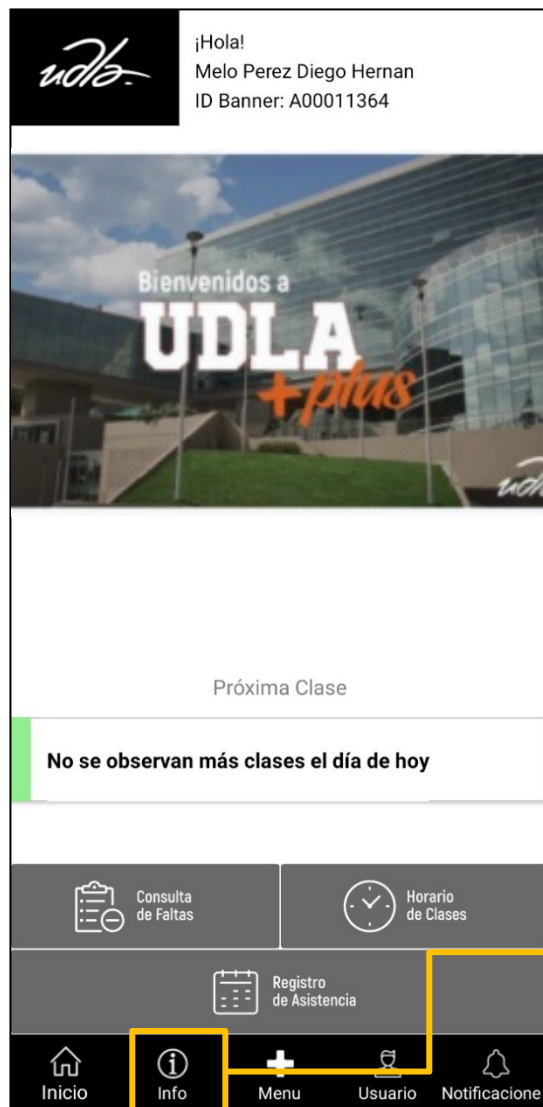 udla-
¡Hola!
Melo Perez Diego Hernan
ID Banner: A00011364
Bienvenidos a
UDLA
+plus
udla
Próxima Clase
No se observan más clases el día de hoy
Consulta
de Faltas
Horario
de Clases
Registro
de Asistencia
Inicio
Info
Menu
Usuario
Notificacione